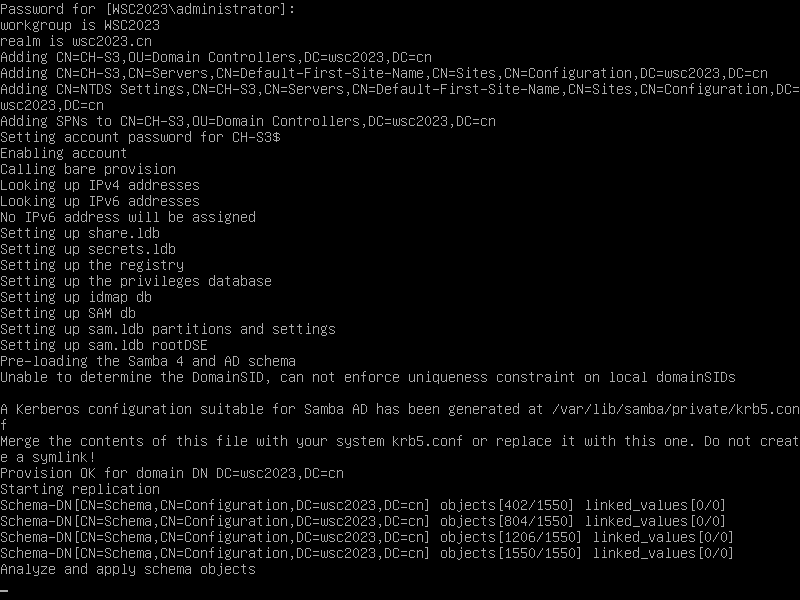 Password for [WSC2023\administrator]:
workgroup is WSC2023
realm is wsc2023.cn
Adding CN=CH-S3,OU=Domain Controllers,DC=wsc2023,DC=cn
Adding CN=CH-S3,CN=Servers,CN=Default-First-Site-Name,CN=Sites,CN=Configuration,DC=wsc2023,DC=cn
Adding CN=NTDS Settings,CN=CH-S3,CN=Servers,CN=Default-First-Site-Name,CN=Sites,CN=Configuration,DC=
wsc2023,DC=cn
Adding SPNs to CN=CH-S3,OU=Domain Controllers,DC=wsc2023,DC=cn
Setting account password for CH-S3$
Enabling account
Calling bare provision
Looking up IPv4 addresses
Looking up IPv6 addresses
No IPv6 address will be assigned
Setting up share.ldb
Setting up secrets.ldb
Setting up the registry
Setting up the privileges database
Setting up idmap db
Setting up SAM db
Setting up sam.ldb partitions and settings
Setting up sam.ldb rootDSE
Pre-loading the Samba 4 and AD schema
Unable to determine the DomainSID, can not enforce uniqueness constraint on local domainSIDs
A Kerberos configuration suitable for Samba AD has been generated at /var/lib/samba/private/krb5.con
f
Merge the contents of this file with your system krb5.conf or replace it with this one. Do not creat
e a symlink!
Provision OK for domain DN DC=wsc2023,DC=cn
Starting replication
Schema-DN[CN=Schema,CN=Configuration,DC=wsc2023,DC=cn] objects[402/1550] linked_values[0/0]
Schema-DN[CN=Schema,CN=Configuration,DC=wsc2023,DC=cn] objects[804/1550] linked_values[0/0]
Schema-DN[CN=Schema,CN=Configuration,DC=wsc2023,DC=cn] objects[1206/1550] linked_values[0/0]
Schema-DN[CN=Schema,CN=Configuration,DC=wsc2023,DC=cn] objects[1550/1550] linked_values[0/0]
Analyze and apply schema objects